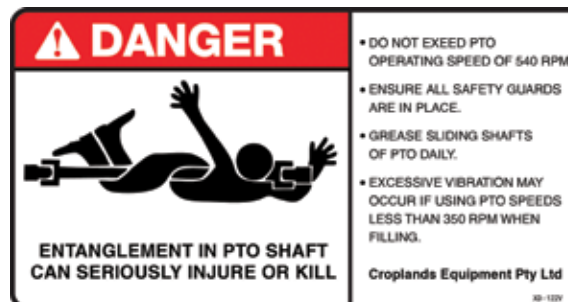 DANGER
ENTANGLEMENT IN PTO SHAFT
CAN SERIOUSLY INJURE OR KILL
• DO NOT EXEED PTO
OPERATING SPEED OF 540 RPM
• ENSURE ALL SAFETY GUARDS
ARE IN PLACE.
• GREASE SLIDING SHAFTS
OF PTO DAILY.
• EXCESSIVE VIBRATION MAY
OCCUR IF USING PTO SPEEDS
LESS THAN 350 RPM WHEN
FILLING.
Croplands Equipment Pty Ltd